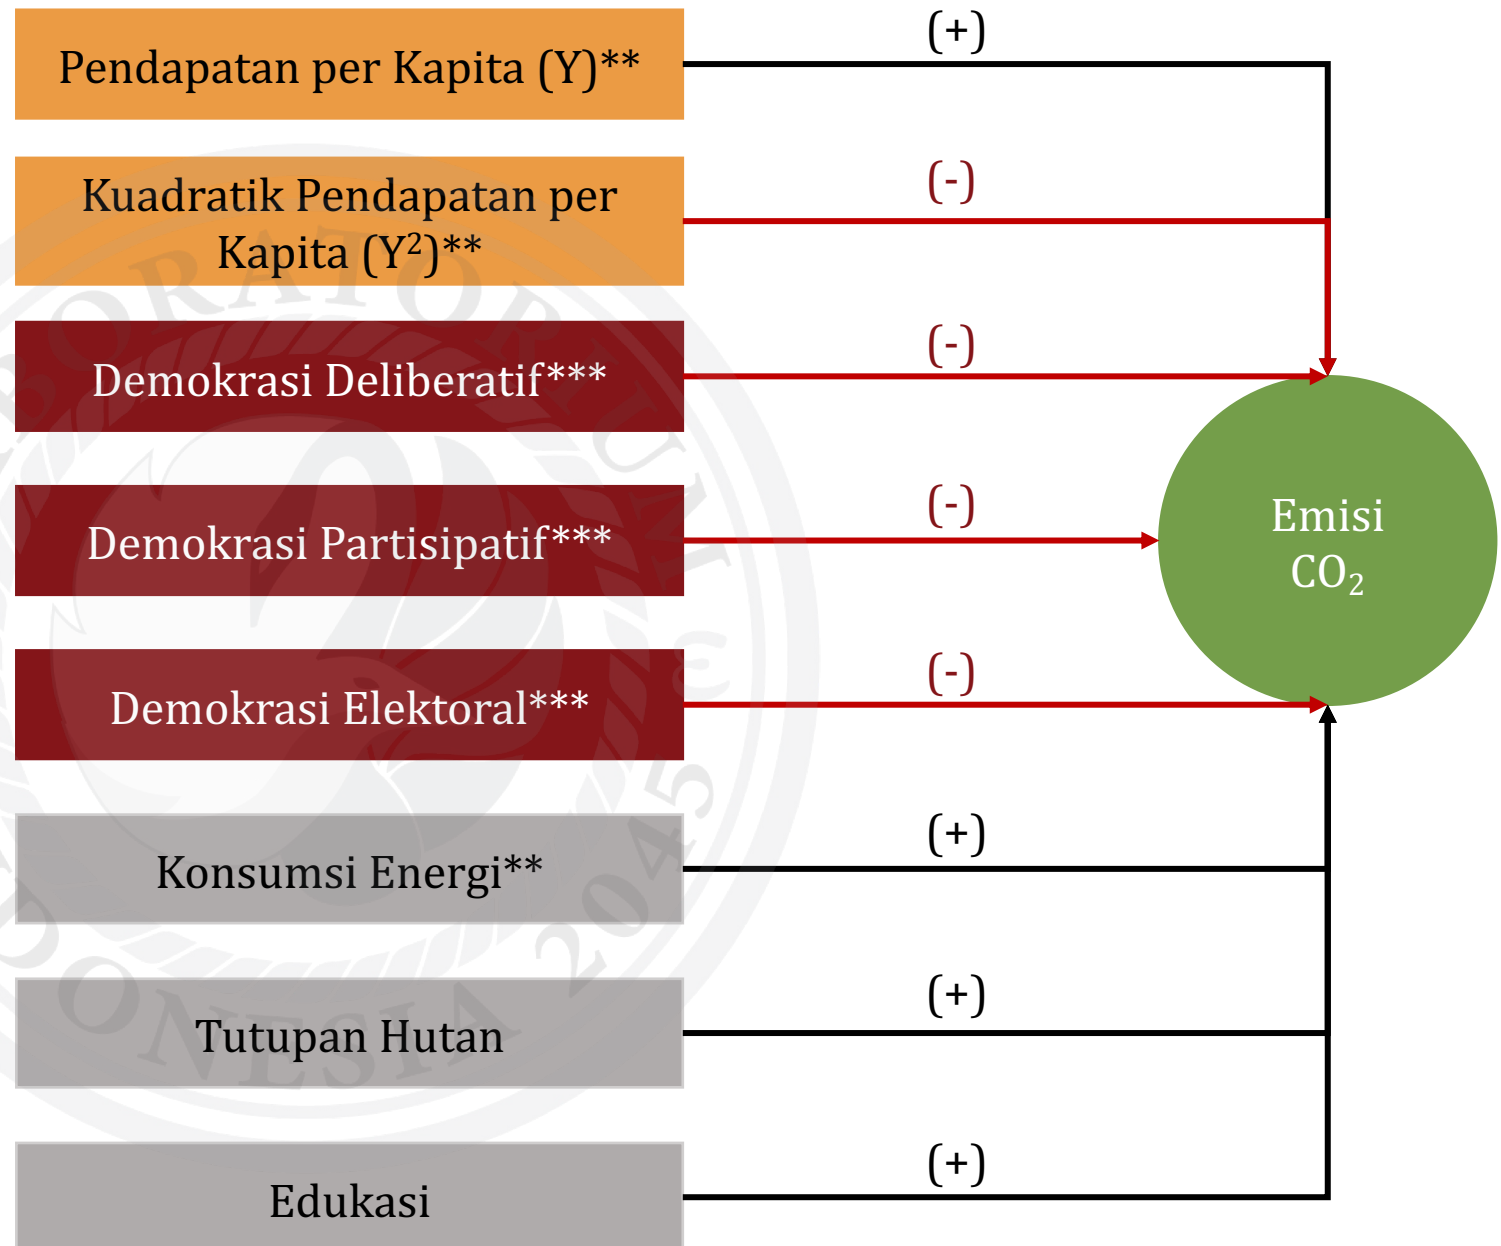 Pendapatan per Kapita (Y)**
(+)
Kuadratik Pendapatan per
Kapita (Y²)**
(-)
Demokrasi Deliberatif***
(-)
Demokrasi Partisipatif***
(-)
Emisi
CO₂
Demokrasi Elektoral***
(-)
Konsumsi Energi**
(+)
Tutupan Hutan
(+)
Edukasi
(+)